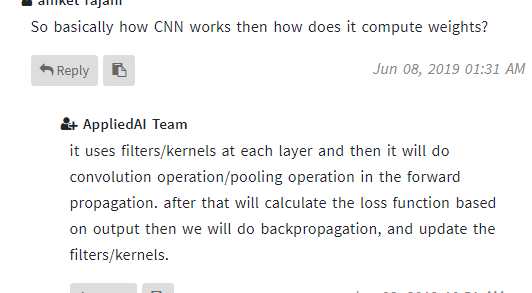 So basically how CNN works then how does it compute weights?
Reply
Jun 08, 2019 01:31 AM
AppliedAI Team
it uses filters/kernels at each layer and then it will do
convolution operation/pooling operation in the forward
propagation. after that will calculate the loss function based
on output then we will do backpropagation, and update the
filters/kernels.